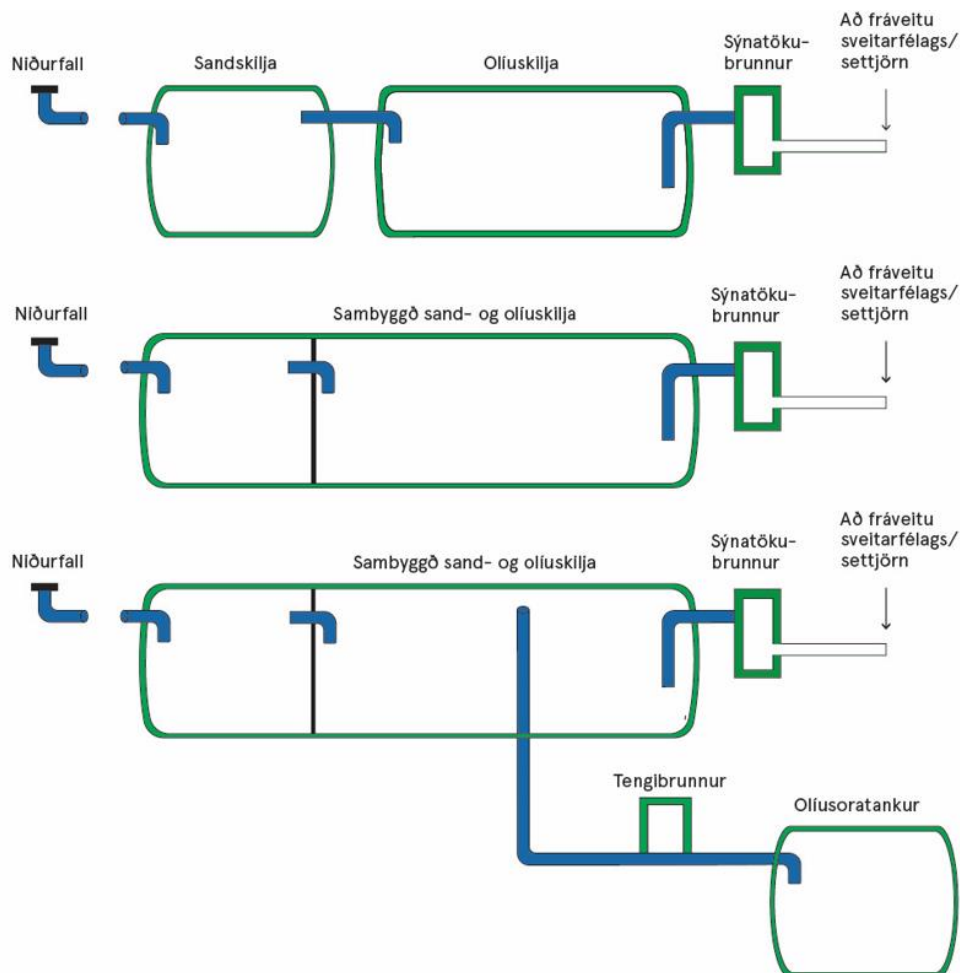 Niðurfall
Sandskilja
Olíuskilja
Sýnatöku-
brunnur
Að fráveitu
sveitarfélags/
settjörn
Niðurfall
Sambyggð sand- og olíuskilja
Sýnatöku-
brunnur
Að fráveitu
sveitarfélags/
settjörn
Niðurfall
Sambyggð sand- og olíuskilja
Sýnatöku-
brunnur
Að fráveitu
sveitarfélags/
settjörn
Tengibrunnur
Olíusoratankur